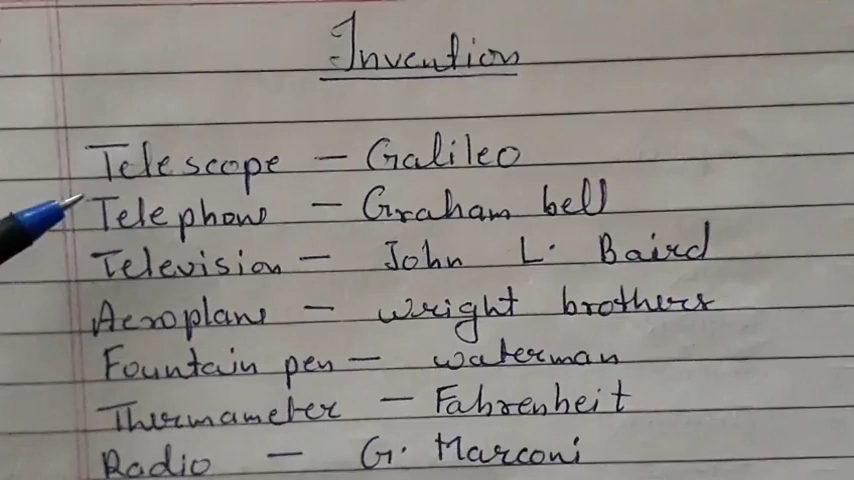 Invention
Telescope - Galileo
Telephone - Graham bell
Television - John L. Baird
Aeroplane - wright brothers
Fountain pen - waterman
Thermameter - Fahrenheit
Radio - G. Marconi